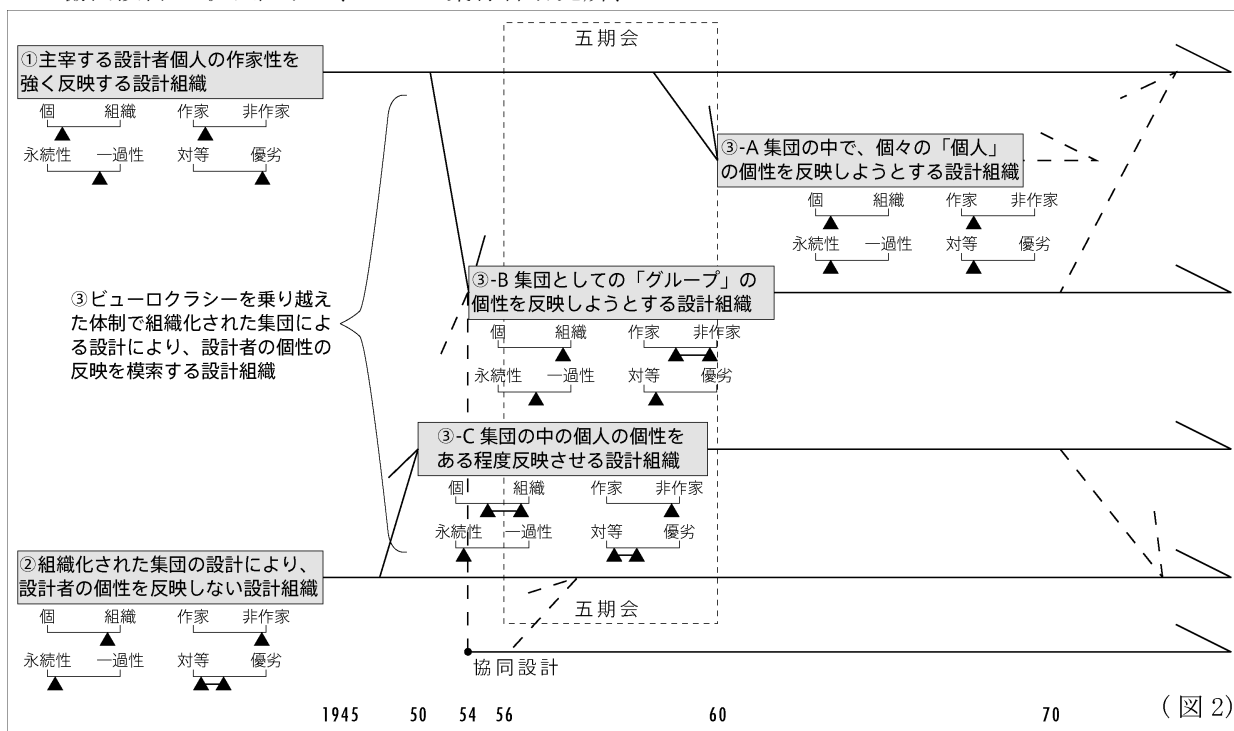 五期会
①主宰する設計者個人の作家性を
強く反映する設計組織
個 組織 作家 非作家
永続性 一過性 対等 優劣
③-A 集団の中で、個々の「個人」
の個性を反映しようとする設計組織
個 組織 作家 非作家
永続性 一過性 対等 優劣
③-B 集団としての「グループ」の
個性を反映しようとする設計組織
個 組織 作家 非作家
永続性 一過性 対等 優劣
③ビューロクラシーを乗り越え
た体制で組織化された集団によ
る設計により、設計者の個性の
反映を模索する設計組織
③-C 集団の中の個人の個性を
ある程度反映させる設計組織
個 組織 作家 非作家
永続性 一過性 対等 優劣
②組織化された集団の設計により、
設計者の個性を反映しない設計組織
個 組織 作家 非作家
永続性 一過性 対等 優劣
五期会
協同設計
1945 50 54 56 60 70
(図2)